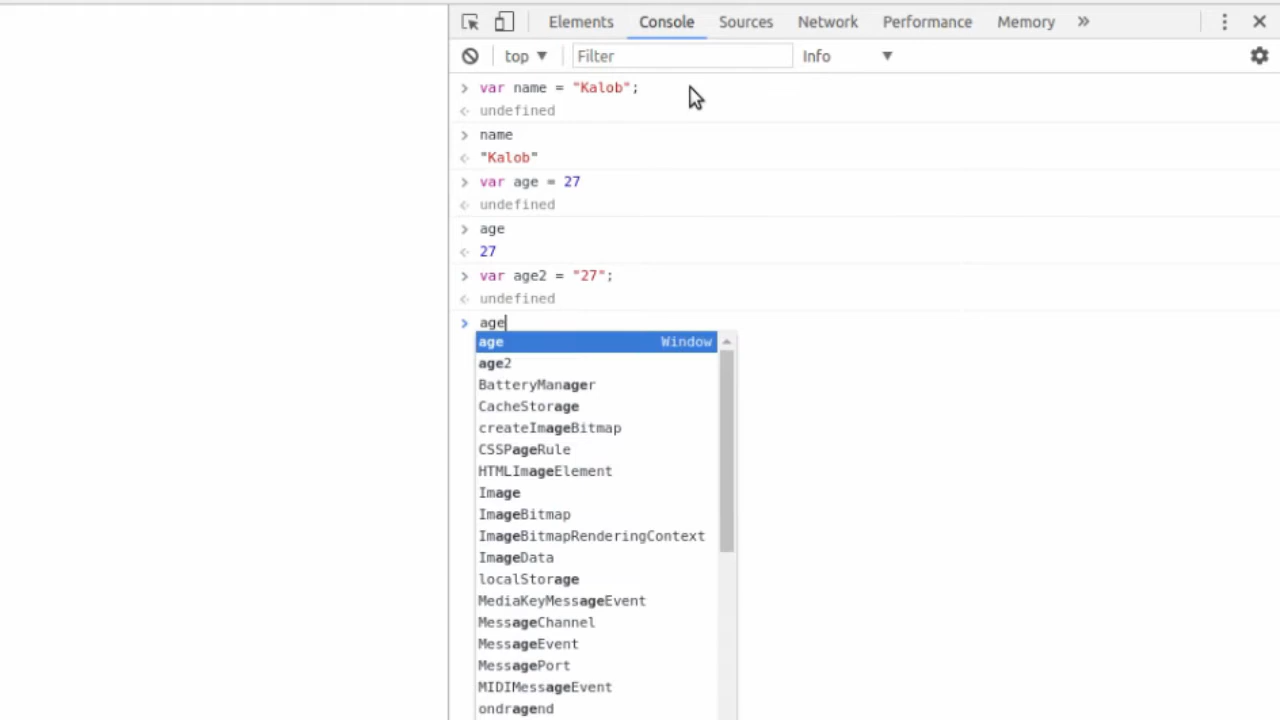 Elements Console Sources Network Performance Memory »
top ▼ Filter Info ▼
> var name = "Kalob";
undefined
> name
"Kalob"
> var age = 27
undefined
> age
27
> var age2 = "27";
undefined
> age
age Window
age2
BatteryManager
CacheStorage
createImageBitmap
CSSPageRule
HTMLImageElement
Image
ImageBitmap
ImageBitmapRenderingContext
ImageData
localStorage
MediaKeyMessageEvent
MessageChannel
MessageEvent
MessagePort
MIDIMessageEvent
ondragend